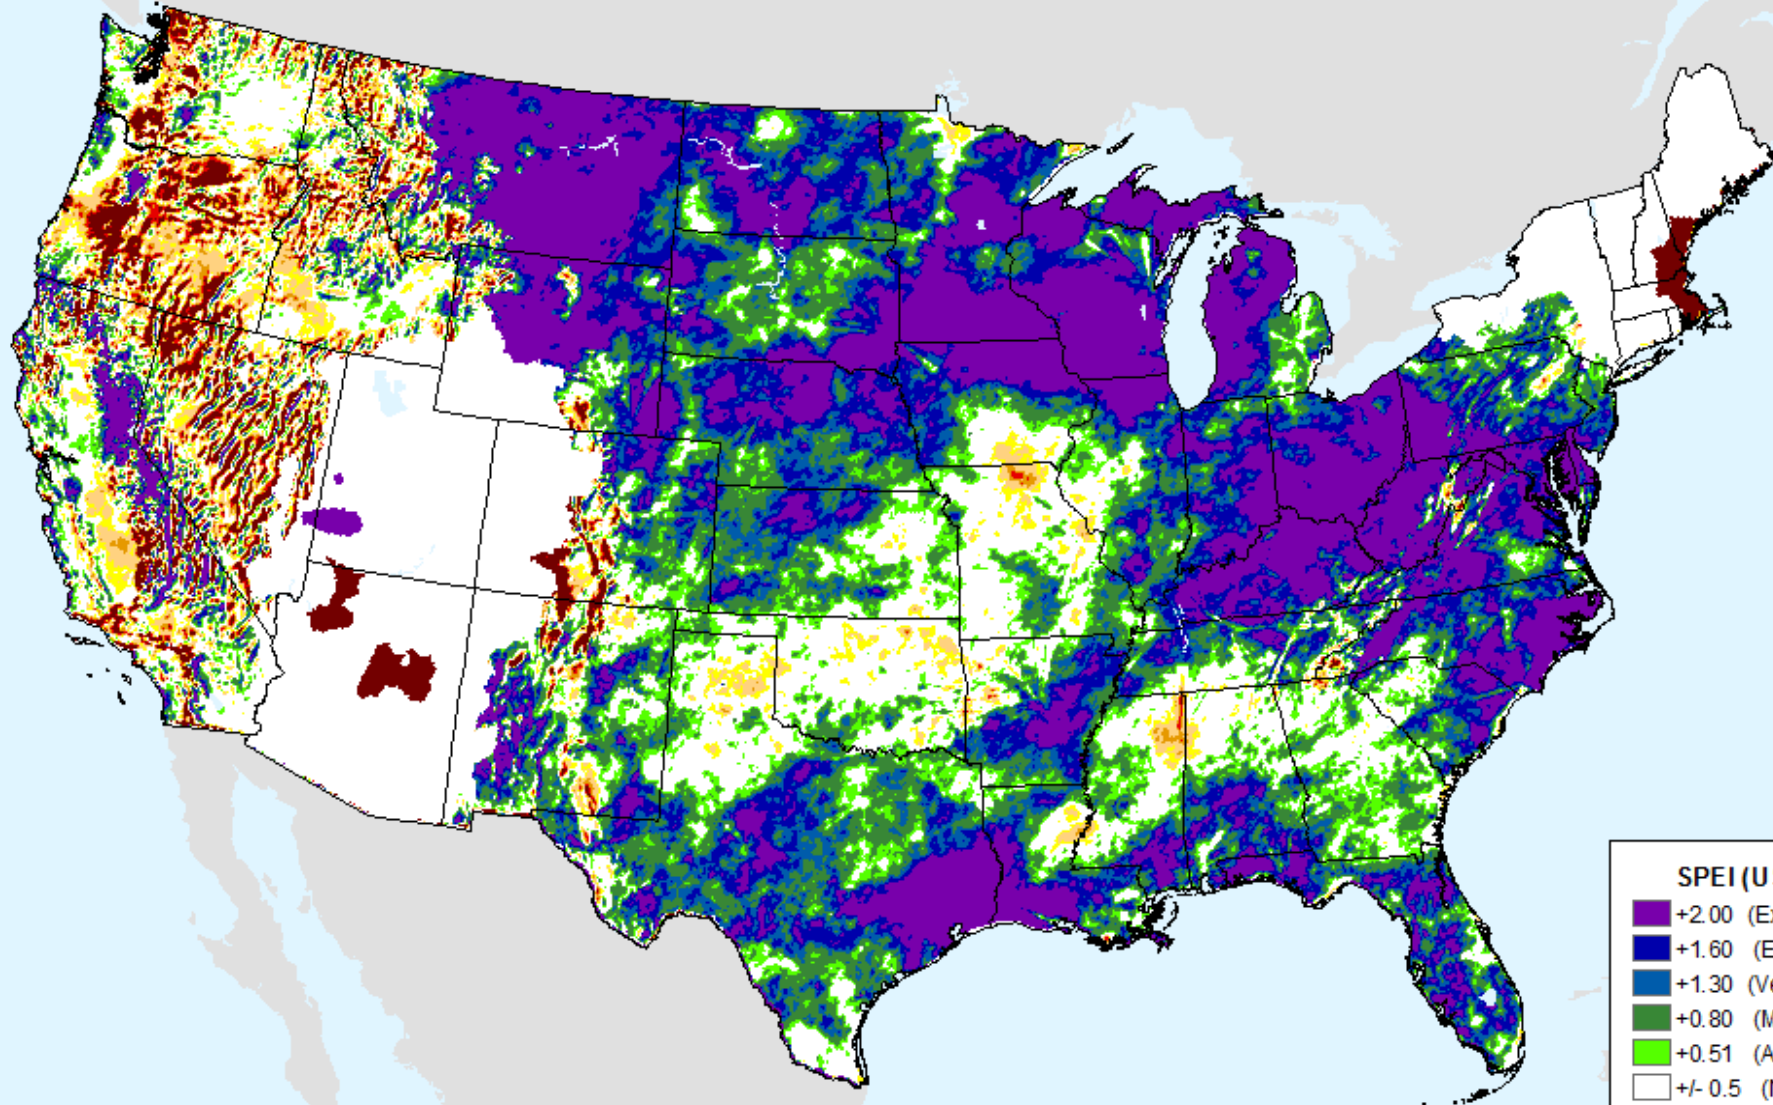 SPEI (U
+2.00 (Ex
+1.60 (E
+1.30 (Ve
+0.80 (M
+0.51 (A
+/- 0.5 (N